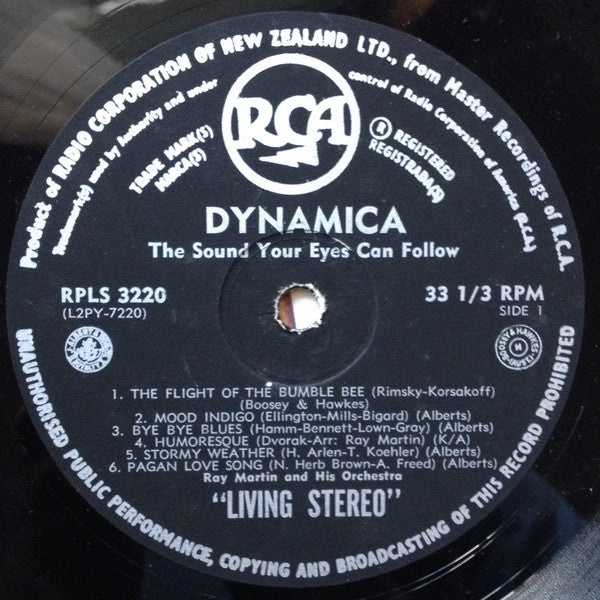 Product of RADIO CORPORATION OF NEW ZEALAND LTD., from Master Recordings of R.C.A.
Trademark(s) used by Authority and under control of Radio Corporation of America (R.C.A.)
RCA
TRADE MARK(S)
MARCA(S)
® REGISTERED
REGISTRADA(S)
DYNAMICA
The Sound Your Eyes Can Follow
RPLS 3220
(L2PY-7220)
33 1/3 RPM
SIDE 1
BOOSEY & HAWKES
(AUST)
1. THE FLIGHT OF THE BUMBLE BEE (Rimsky-Korsakoff)
(Boosey & Hawkes)
2. MOOD INDIGO (Ellington-Mills-Bigard) (Alberts)
3. BYE BYE BLUES (Hamm-Bennett-Lown-Gray) (Alberts)
4. HUMORESQUE (Dvorak-Arr: Ray Martin) (K/A)
5. STORMY WEATHER (H. Arlen-T. Koehler) (Alberts)
6. PAGAN LOVE SONG (N. Herb Brown-A. Freed) (Alberts)
Ray Martin and His Orchestra
"LIVING STEREO"
UNAUTHORISED PUBLIC PERFORMANCE, COPYING AND BROADCASTING OF THIS RECORD PROHIBITED